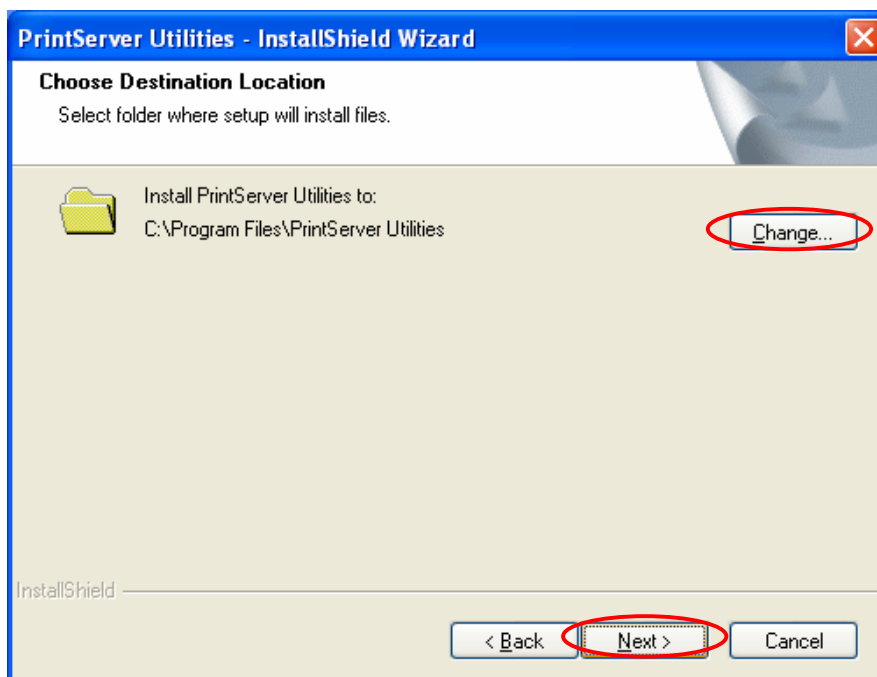 PrintServer Utilities - InstallShield Wizard
Choose Destination Location
Select folder where setup will install files.
Install PrintServer Utilities to:
C:\Program Files\PrintServer Utilities
Change...
InstallShield
< Back Next > Cancel